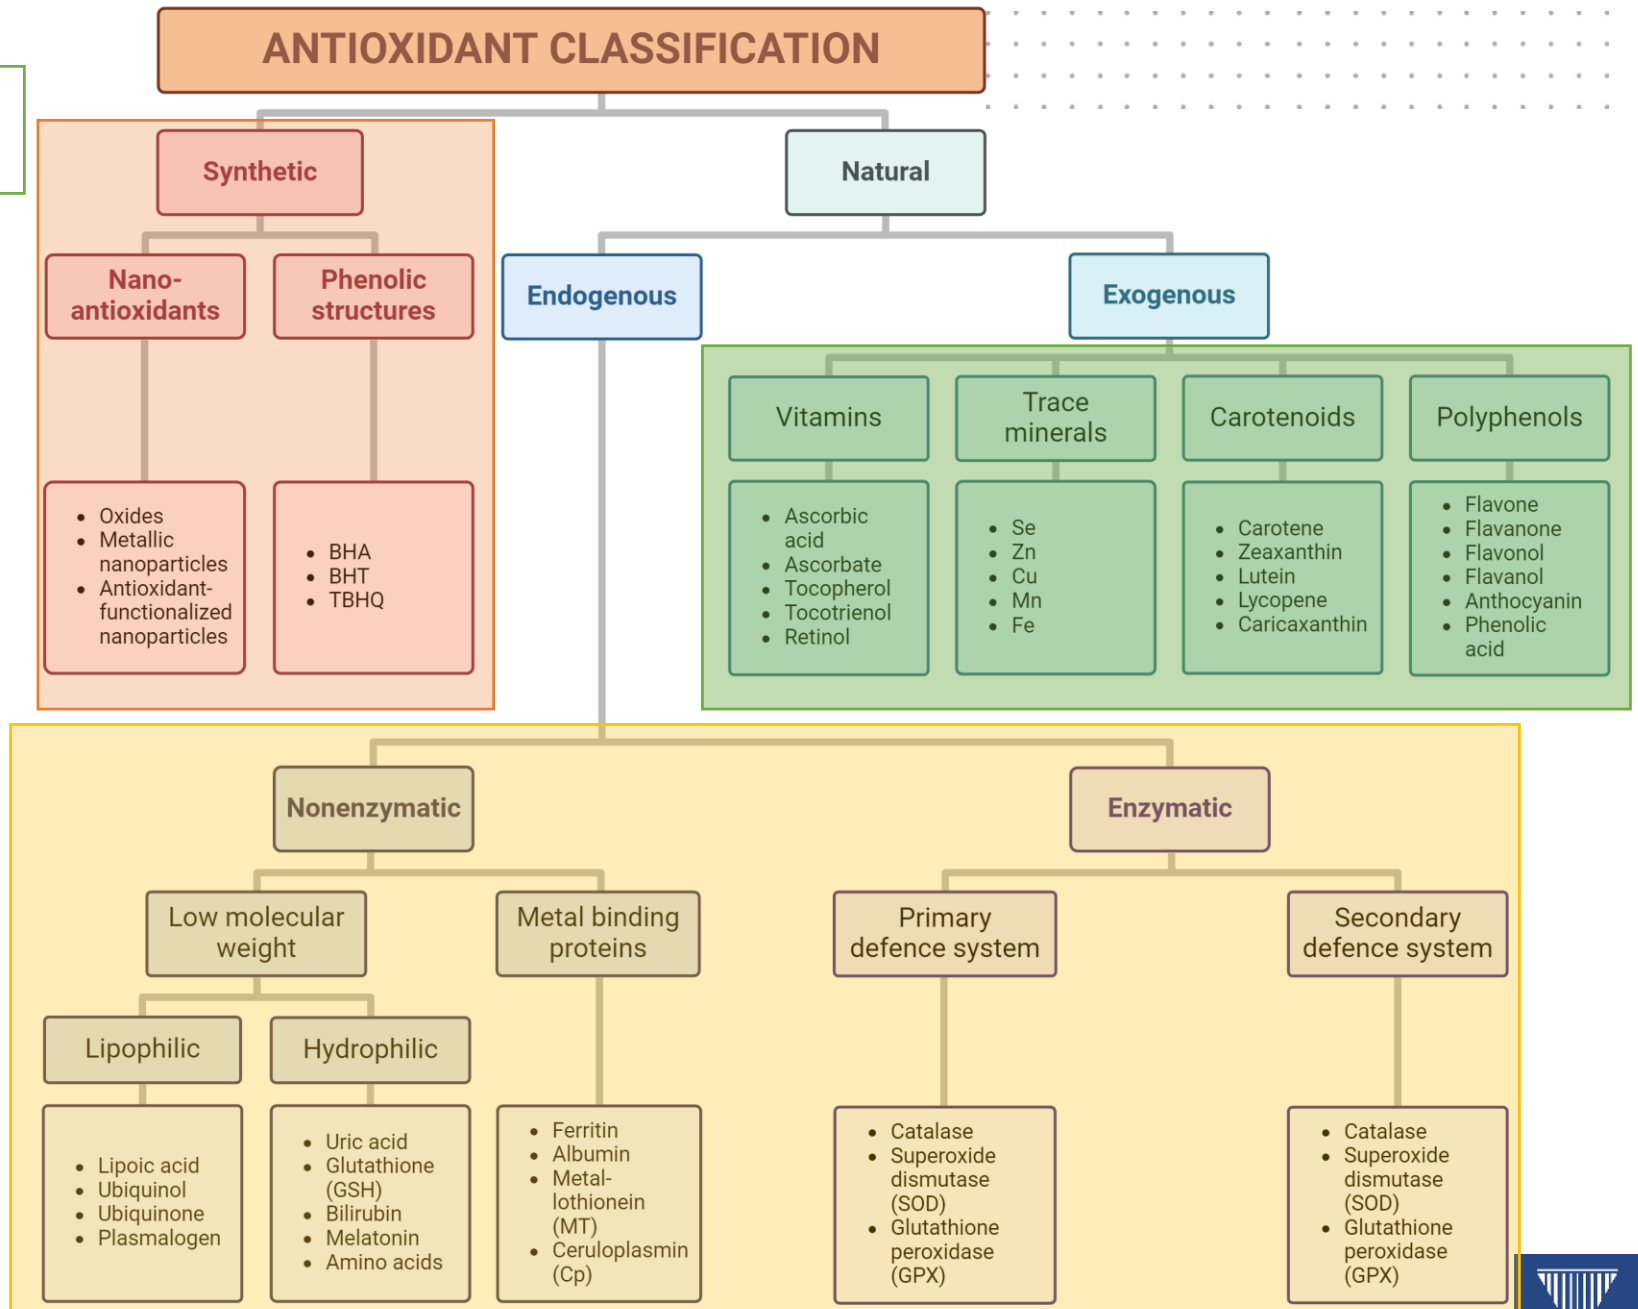 ANTIOXIDANT CLASSIFICATION
Synthetic
Natural
Nano-
antioxidants
Phenolic
structures
Endogenous
Exogenous
Vitamins
Trace
minerals
Carotenoids
Polyphenols
• Oxides
• Metallic
nanoparticles
• Antioxidant-
functionalized
nanoparticles
• BHA
• BHT
• TBHQ
• Ascorbic
acid
• Ascorbate
• Tocopherol
• Tocotrienol
• Retinol
• Se
• Zn
• Cu
• Mn
• Fe
• Carotene
• Zeaxanthin
• Lutein
• Lycopene
• Caricaxanthin
• Flavone
• Flavanone
• Flavonol
• Flavanol
• Anthocyanin
• Phenolic
acid
Nonenzymatic
Enzymatic
Low molecular
weight
Metal binding
proteins
Primary
defence system
Secondary
defence system
Lipophilic
Hydrophilic
• Lipoic acid
• Ubiquinol
• Ubiquinone
• Plasmalogen
• Uric acid
• Glutathione
(GSH)
• Bilirubin
• Melatonin
• Amino acids
• Ferritin
• Albumin
• Metal-
lothionein
(MT)
• Ceruloplasmin
(Cp)
• Catalase
• Superoxide
dismutase
(SOD)
• Glutathione
peroxidase
(GPX)
• Catalase
• Superoxide
dismutase
(SOD)
• Glutathione
peroxidase
(GPX)